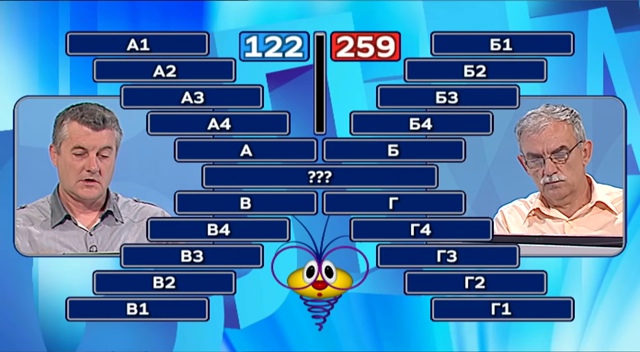 122 259
А1 Б1
А2 Б2
А3 Б3
А4 Б4
А Б
???
В Г
В4 Г4
В3 Г3
В2 Г2
В1 Г1